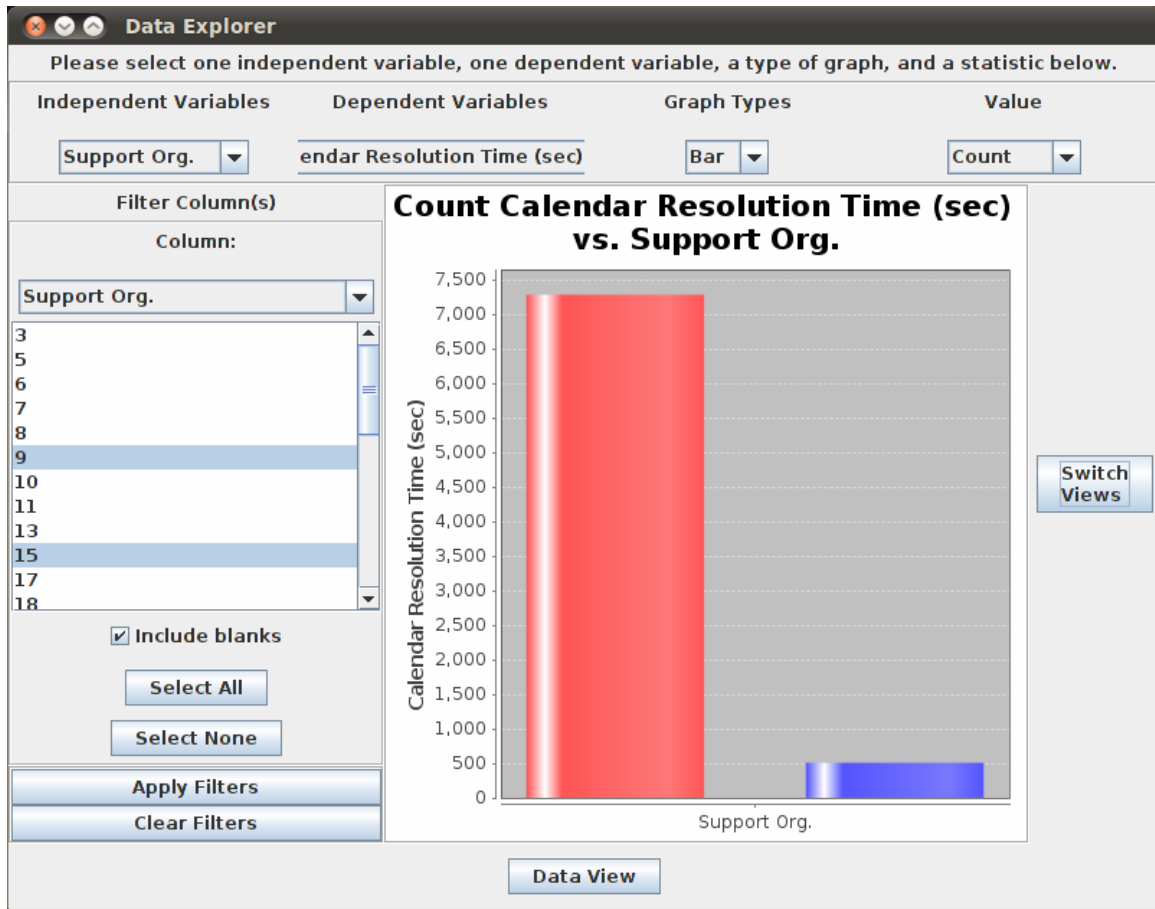 Data Explorer
Please select one independent variable, one dependent variable, a type of graph, and a statistic below.
Independent Variables
Dependent Variables
Graph Types
Value
Support Org.
endar Resolution Time (sec)
Bar
Count
Filter Column(s)
Column:
Support Org.
3
5
6
7
8
9
10
11
13
15
17
18
Include blanks
Select All
Select None
Apply Filters
Clear Filters
Count Calendar Resolution Time (sec)
vs. Support Org.
Calendar Resolution Time (sec)
7,500
7,000
6,500
6,000
5,500
5,000
4,500
4,000
3,500
3,000
2,500
2,000
1,500
1,000
500
0
Support Org.
Switch
Views
Data View